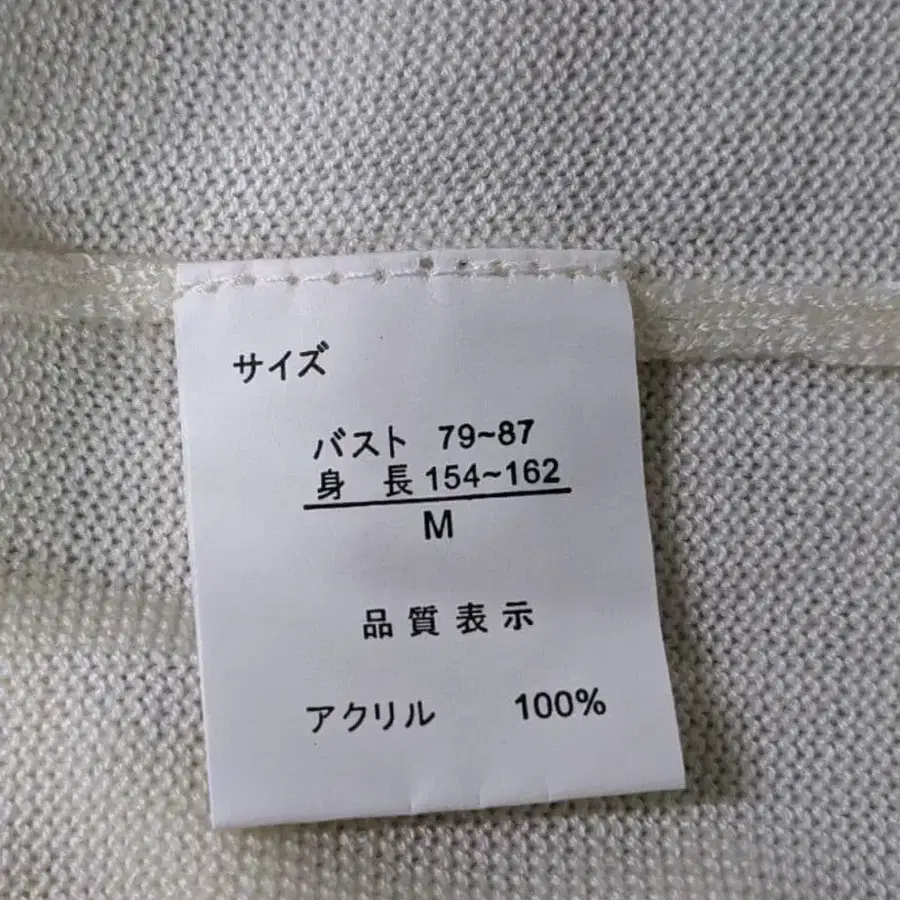 サイズ
バスト 79~87
身 長 154~162
M
品質表示
アクリル 100%